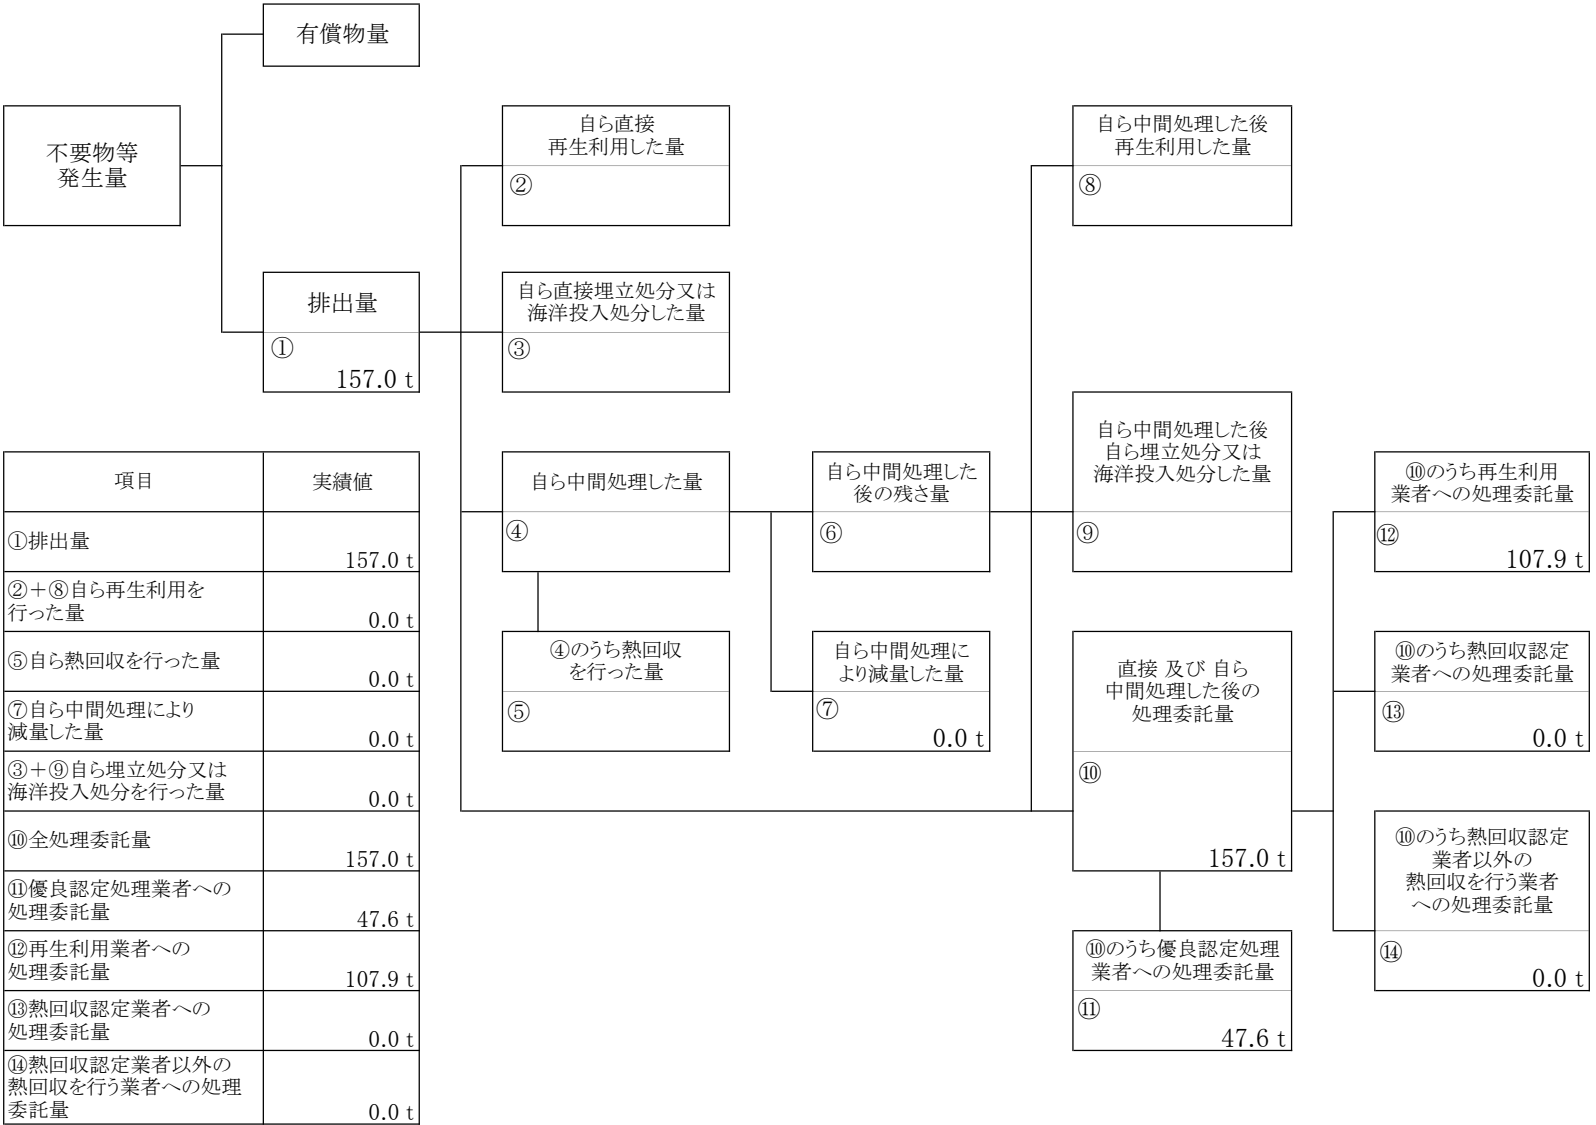 有償物量
不要物等
発生量
自ら直接
再生利用した量
②
自ら中間処理した後
再生利用した量
⑧
排出量
①
157.0 t
自ら直接埋立処分又は
海洋投入処分した量
③
自ら中間処理した後
自ら埋立処分又は
海洋投入処分した量
⑨
自ら中間処理した量
④
自ら中間処理した
後の残さ量
⑥
⑩のうち再生利用
業者への処理委託量
⑫
107.9 t
④のうち熱回収
を行った量
⑤
自ら中間処理に
より減量した量
⑦
0.0 t
直接 及び 自ら
中間処理した後の
処理委託量
⑩
157.0 t
⑩のうち熱回収認定
業者への処理委託量
⑬
0.0 t
⑩のうち熱回収認定
業者以外の
熱回収を行う業者
への処理委託量
⑭
0.0 t
⑩のうち優良認定処理
業者への処理委託量
⑪
47.6 t
項目 実績値
①排出量
157.0 t
②＋⑧自ら再生利用を
行った量
0.0 t
⑤自ら熱回収を行った量
0.0 t
⑦自ら中間処理により
減量した量
0.0 t
③＋⑨自ら埋立処分又は
海洋投入処分を行った量
0.0 t
⑩全処理委託量
157.0 t
⑪優良認定処理業者への
処理委託量
47.6 t
⑫再生利用業者への
処理委託量
107.9 t
⑬熱回収認定業者への
処理委託量
0.0 t
⑭熱回収認定業者以外の
熱回収を行う業者への処理
委託量
0.0 t